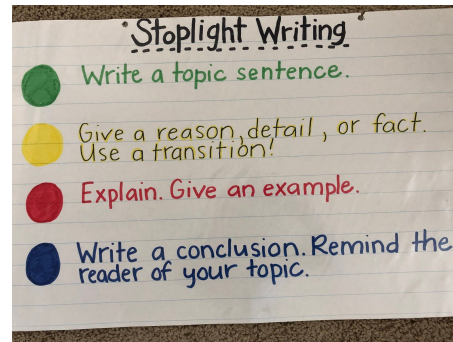 Stoplight Writing
Write a topic sentence.
Give a reason, detail, or fact.
Use a transition!
Explain. Give an example.
Write a conclusion. Remind the
reader of your topic.